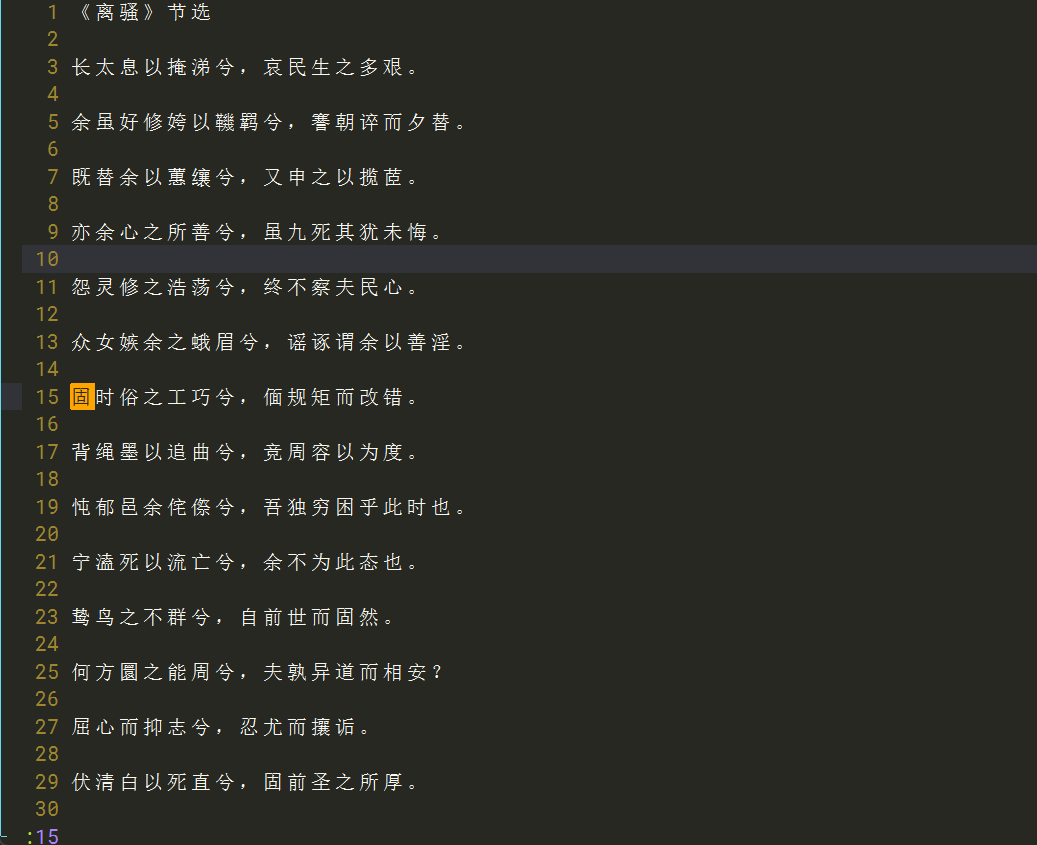 1 《离骚》节选
2
3 长太息以掩涕兮，哀民生之多艰。
4
5 余虽好修姱以鞿羁兮，謇朝谇而夕替。
6
7 既替余以蕙纕兮，又申之以揽茝。
8
9 亦余心之所善兮，虽九死其犹未悔。
10
11 怨灵修之浩荡兮，终不察夫民心。
12
13 众女嫉余之蛾眉兮，谣诼谓余以善淫。
14
15 固时俗之工巧兮，偭规矩而改错。
16
17 背绳墨以追曲兮，竞周容以为度。
18
19 忳郁邑余侘傺兮，吾独穷困乎此时也。
20
21 宁溘死以流亡兮，余不为此态也。
22
23 鸷鸟之不群兮，自前世而固然。
24
25 何方圜之能周兮，夫孰异道而相安？
26
27 屈心而抑志兮，忍尤而攘诟。
28
29 伏清白以死直兮，固前圣之所厚。
30
:15